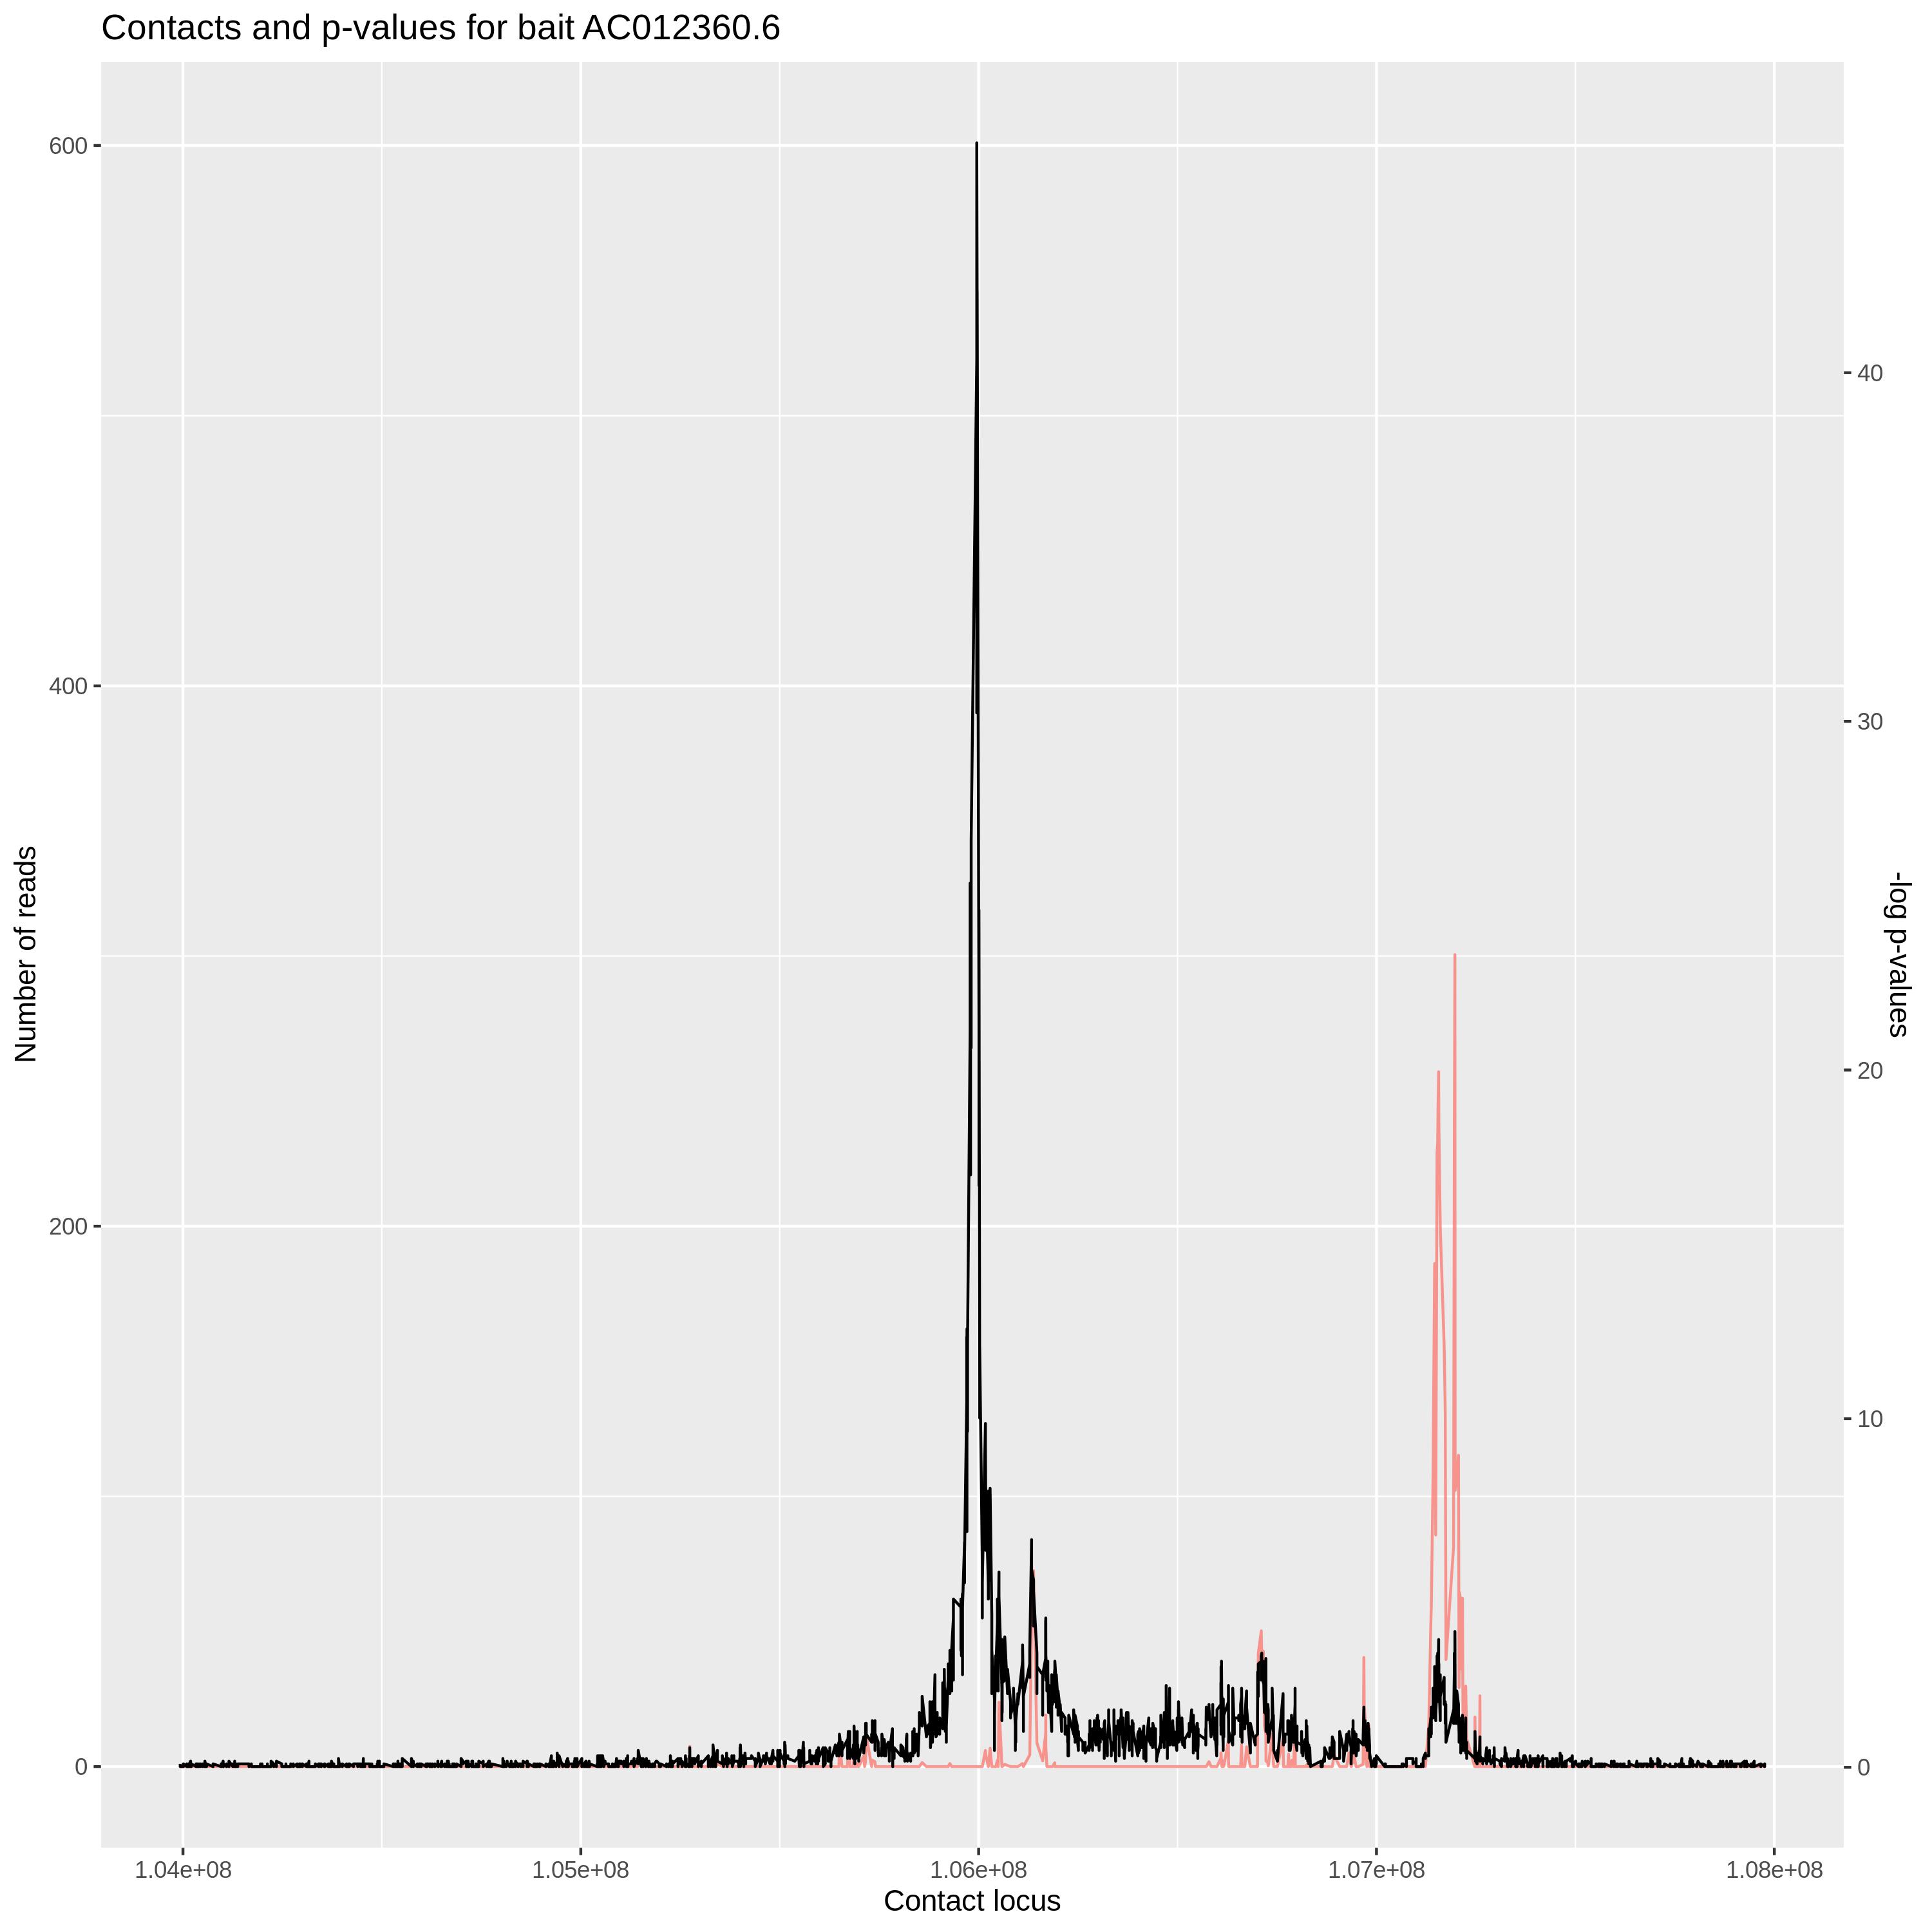 Contacts and p-values for bait AC012360.6
600
400
200
0
Number of reads
40
30
20
10
0
-log p-values
1.04e+08 1.05e+08 1.06e+08 1.07e+08 1.08e+08
Contact locus